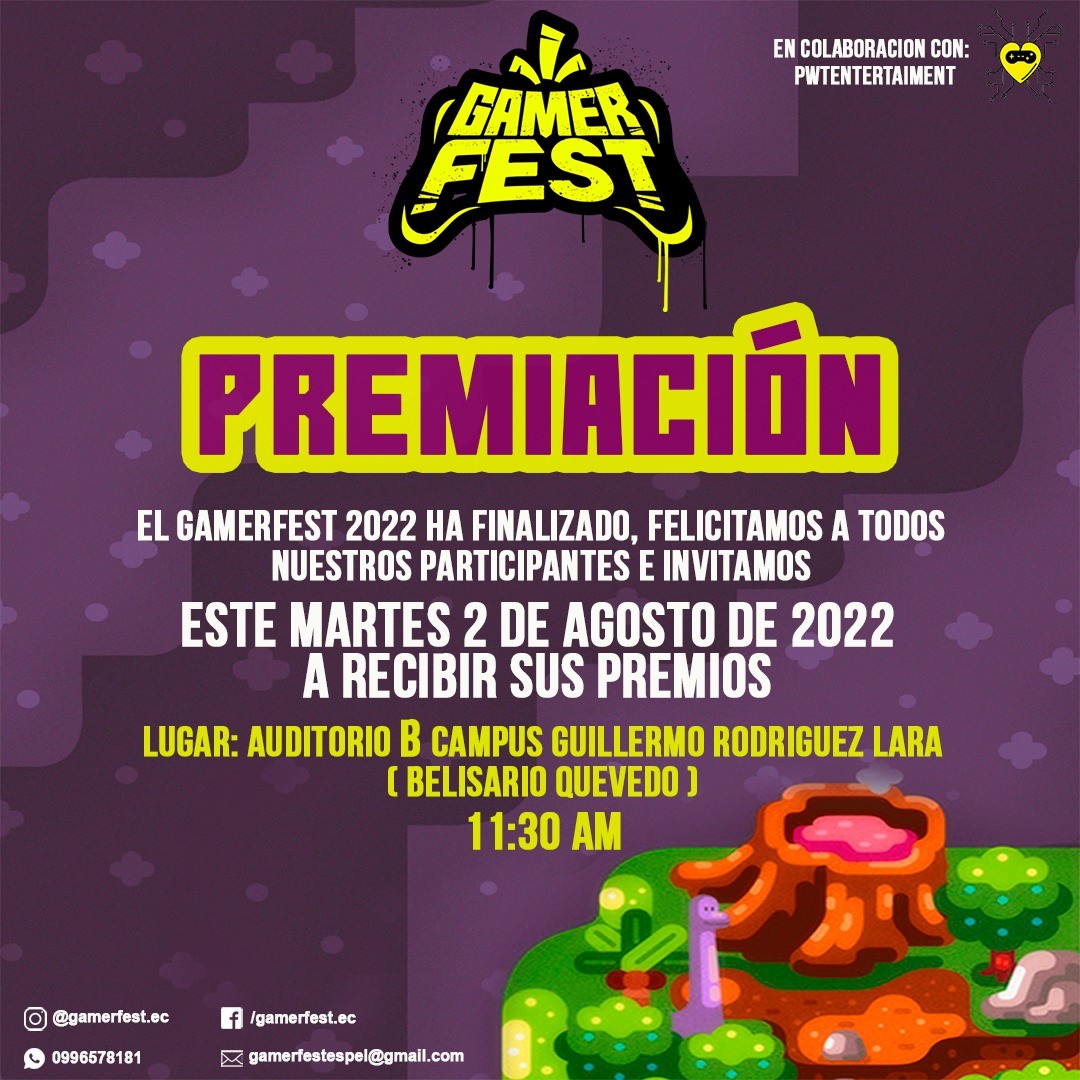 EN COLABORACION CON:
PWTENTERTAIMENT
GAMER
FEST
PREMIACIÓN
EL GAMERFEST 2022 HA FINALIZADO, FELICITAMOS A TODOS
NUESTROS PARTICIPANTES E INVITAMOS
ESTE MARTES 2 DE AGOSTO DE 2022
A RECIBIR SUS PREMIOS
LUGAR: AUDITORIO B CAMPUS GUILLERMO RODRIGUEZ LARA
( BELISARIO QUEVEDO )
11:30 AM
@gamerfest.ec
/gamerfest.ec
0996578181
gamerfestespel@gmail.com